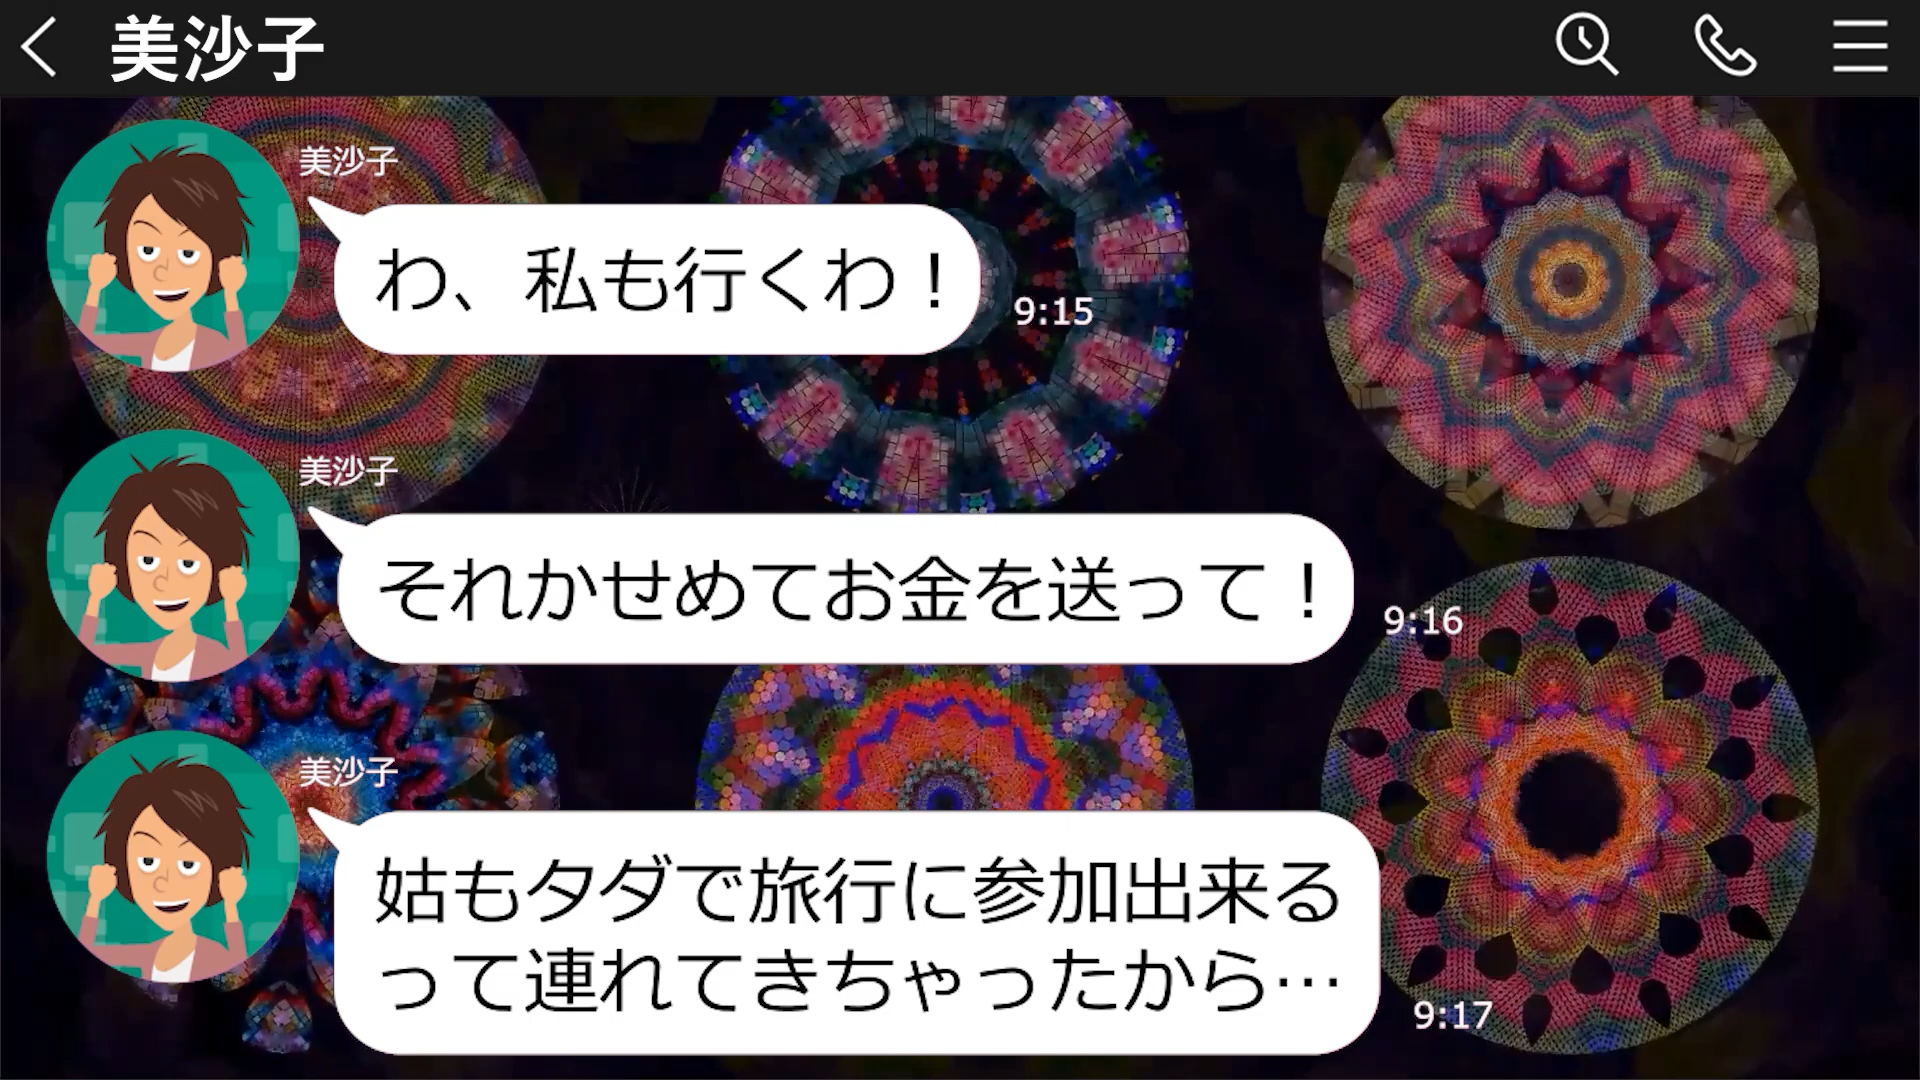 美沙子
美沙子
わ、私も行くわ！
9:15
美沙子
それかせめてお金を送って！
9:16
美沙子
姑もタダで旅行に参加出来る
って連れてきちゃったから…
9:17